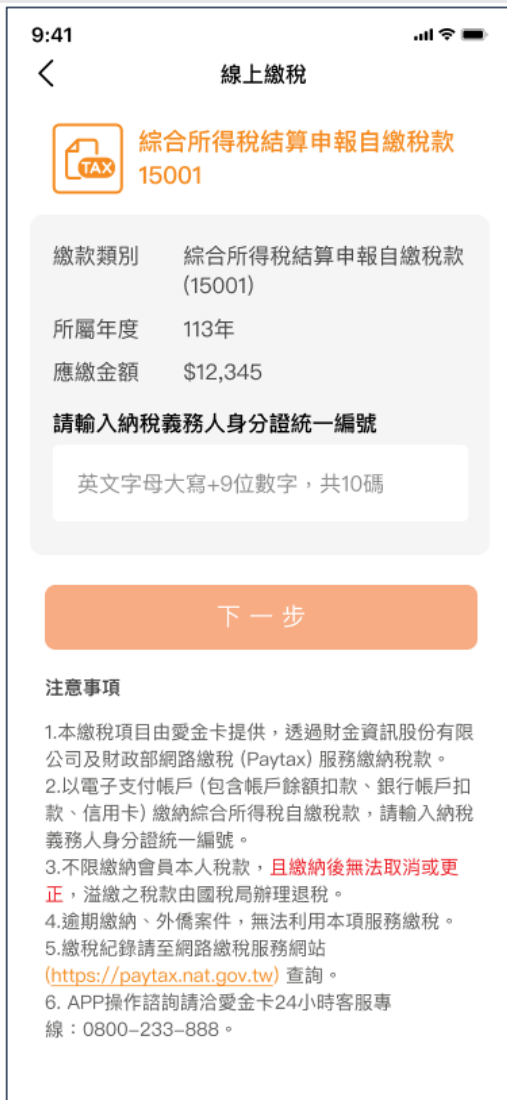 9:41
線上繳稅
TAX
綜合所得稅結算申報自繳稅款
15001
繳款類別 綜合所得稅結算申報自繳稅款
(15001)
所屬年度 113年
應繳金額 $12,345
請輸入納稅義務人身分證統一編號
英文字母大寫+9位數字，共10碼
下一步
注意事項
1.本繳稅項目由愛金卡提供，透過財金資訊股份有限
公司及財政部網路繳稅 (Paytax) 服務繳納稅款。
2.以電子支付帳戶 (包含帳戶餘額扣款、銀行帳戶扣
款、信用卡) 繳納綜合所得稅自繳稅款，請輸入納稅
義務人身分證統一編號。
3.不限繳納會員本人稅款，且繳納後無法取消或更
正，溢繳之稅款由國稅局辦理退稅。
4.逾期繳納、外僑案件，無法利用本項服務繳稅。
5.繳稅紀錄請至網路繳稅服務網站
(https://paytax.nat.gov.tw) 查詢。
6. APP操作諮詢請洽愛金卡24小時客服專
線：0800-233-888。